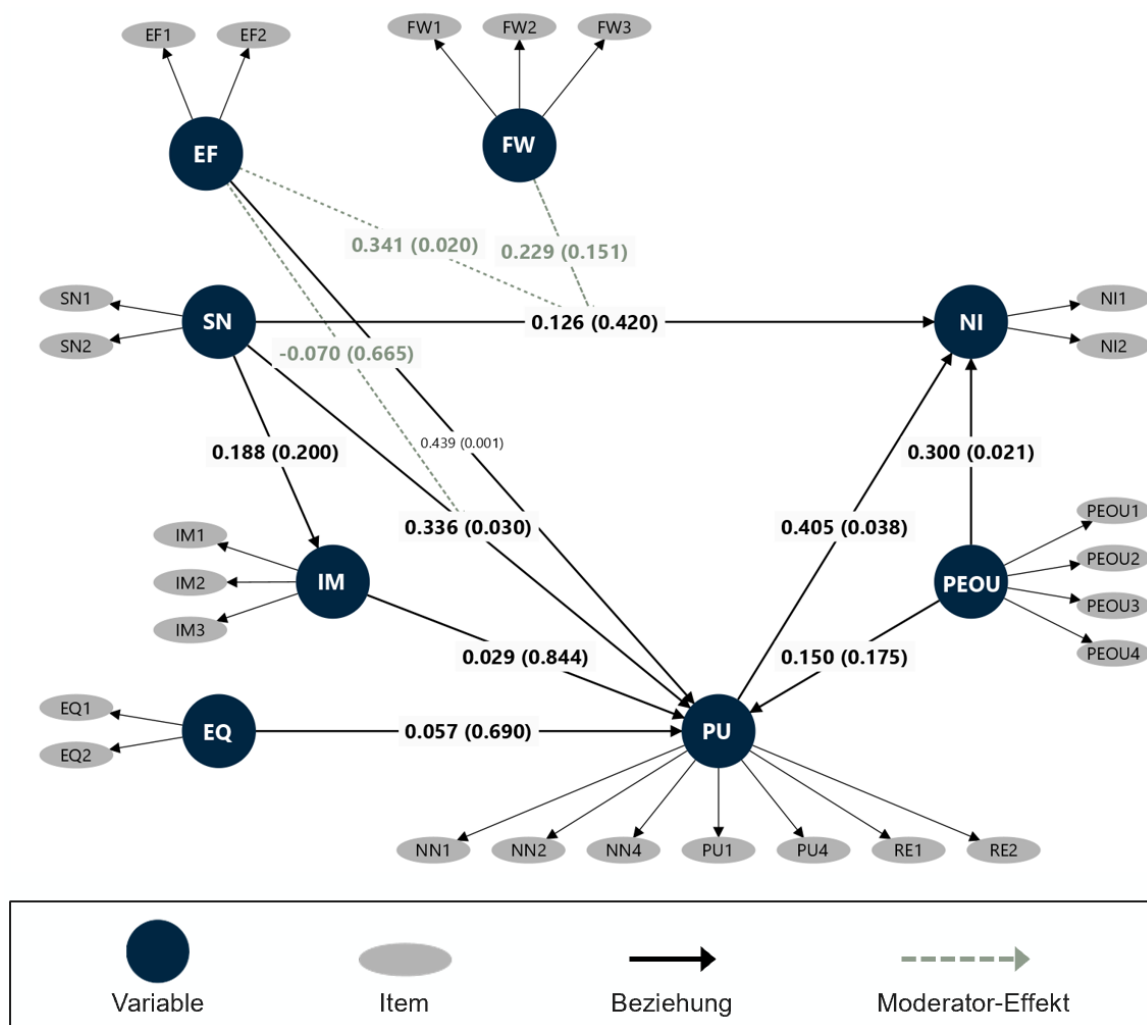 EF1
EF2
FW1
FW2
FW3
EF
FW
0.341 (0.020)
0.229 (0.151)
SN1
SN2
SN
0.126 (0.420)
NI
NI1
NI2
-0.070 (0.665)
0.439 (0.001)
0.188 (0.200)
0.300 (0.021)
0.336 (0.030)
0.405 (0.038)
IM1
IM2
IM3
IM
PEOU
PEOU1
PEOU2
PEOU3
PEOU4
0.029 (0.844)
0.150 (0.175)
EQ1
EQ2
EQ
0.057 (0.690)
PU
NN1
NN2
NN4
PU1
PU4
RE1
RE2
Variable
Item
Beziehung
Moderator-Effekt